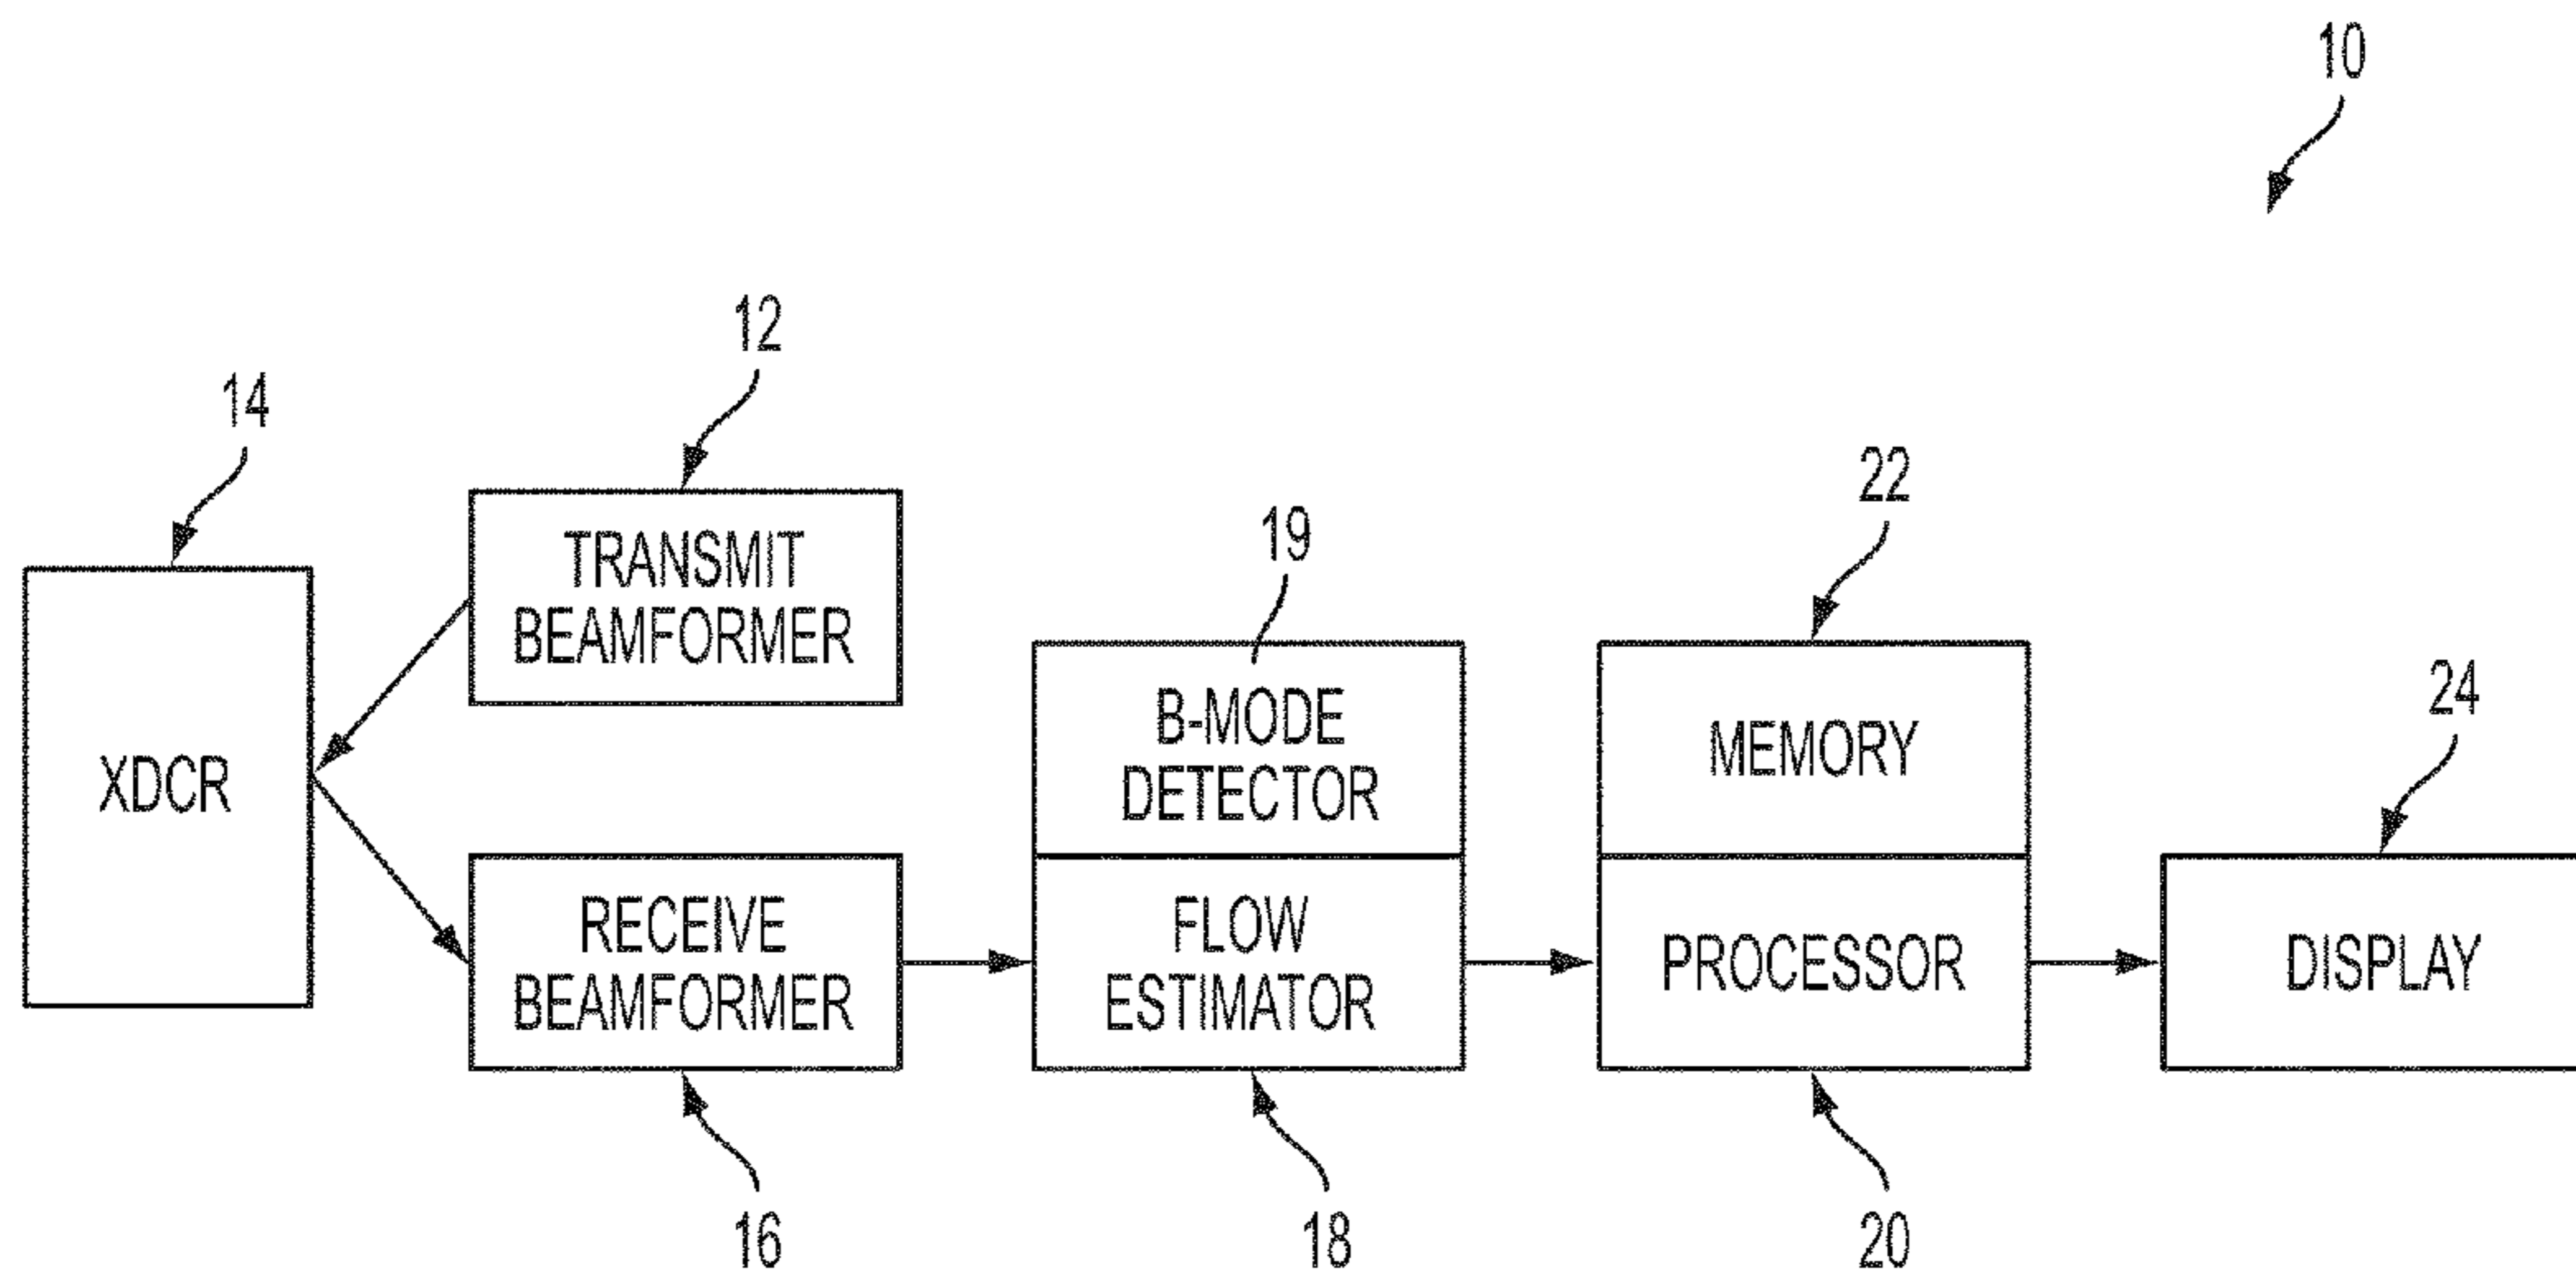 10
12
14
22
19
TRANSMIT
BEAMFORMER
24
B-MODE
DETECTOR
MEMORY
XDCR
RECEIVE
BEAMFORMER
FLOW
ESTIMATOR
PROCESSOR
DISPLAY
16
18
20